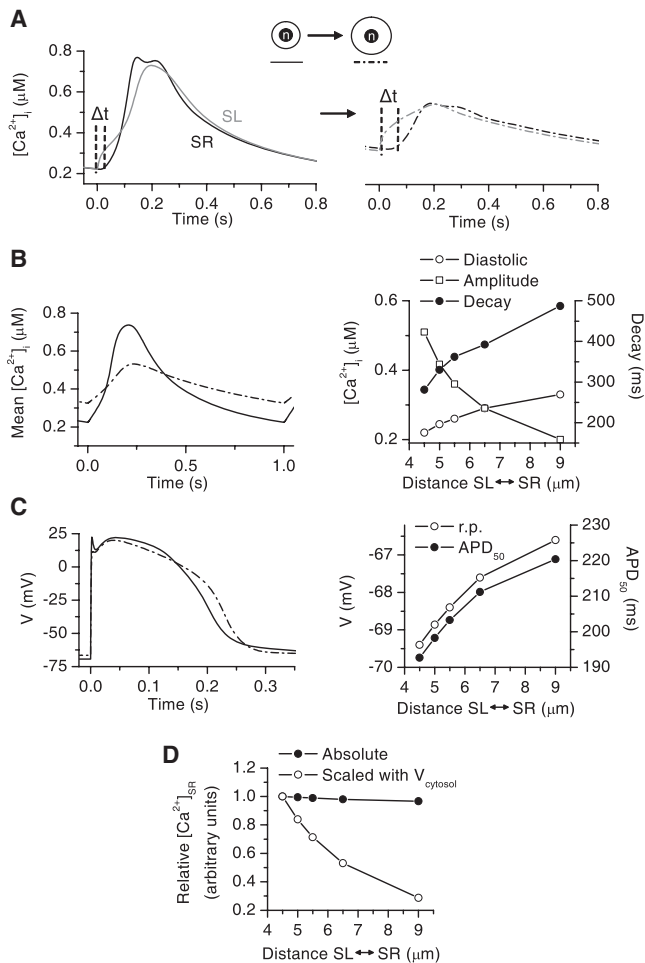 A
n
n
0.8
0.6
0.4
0.2
[Ca²⁺]ᵢ (μM)
Δt
SL
SR
0.0 0.2 0.4 0.6 0.8
Time (s)
Δt
0.0 0.2 0.4 0.6 0.8
Time (s)
B
0.8
0.6
0.4
0.2
Mean [Ca²⁺]ᵢ (μM)
0.0 0.5 1.0
Time (s)
Diastolic
Amplitude
Decay
0.6
0.4
0.2
[Ca²⁺]ᵢ (μM)
500
400
300
200
Decay (ms)
4 5 6 7 8 9
Distance SL↔SR (μm)
C
25
0
-25
-50
-75
V (mV)
0.0 0.1 0.2 0.3
Time (s)
r.p.
APD₅₀
-67
-68
-69
-70
V (mV)
230
220
210
200
190
APD₅₀ (ms)
4 5 6 7 8 9
Distance SL↔SR (μm)
D
Absolute
Scaled with V_cytosol
1.2
1.0
0.8
0.6
0.4
0.2
Relative [Ca²⁺]_SR
(arbitrary units)
4 5 6 7 8 9
Distance SL↔SR (μm)